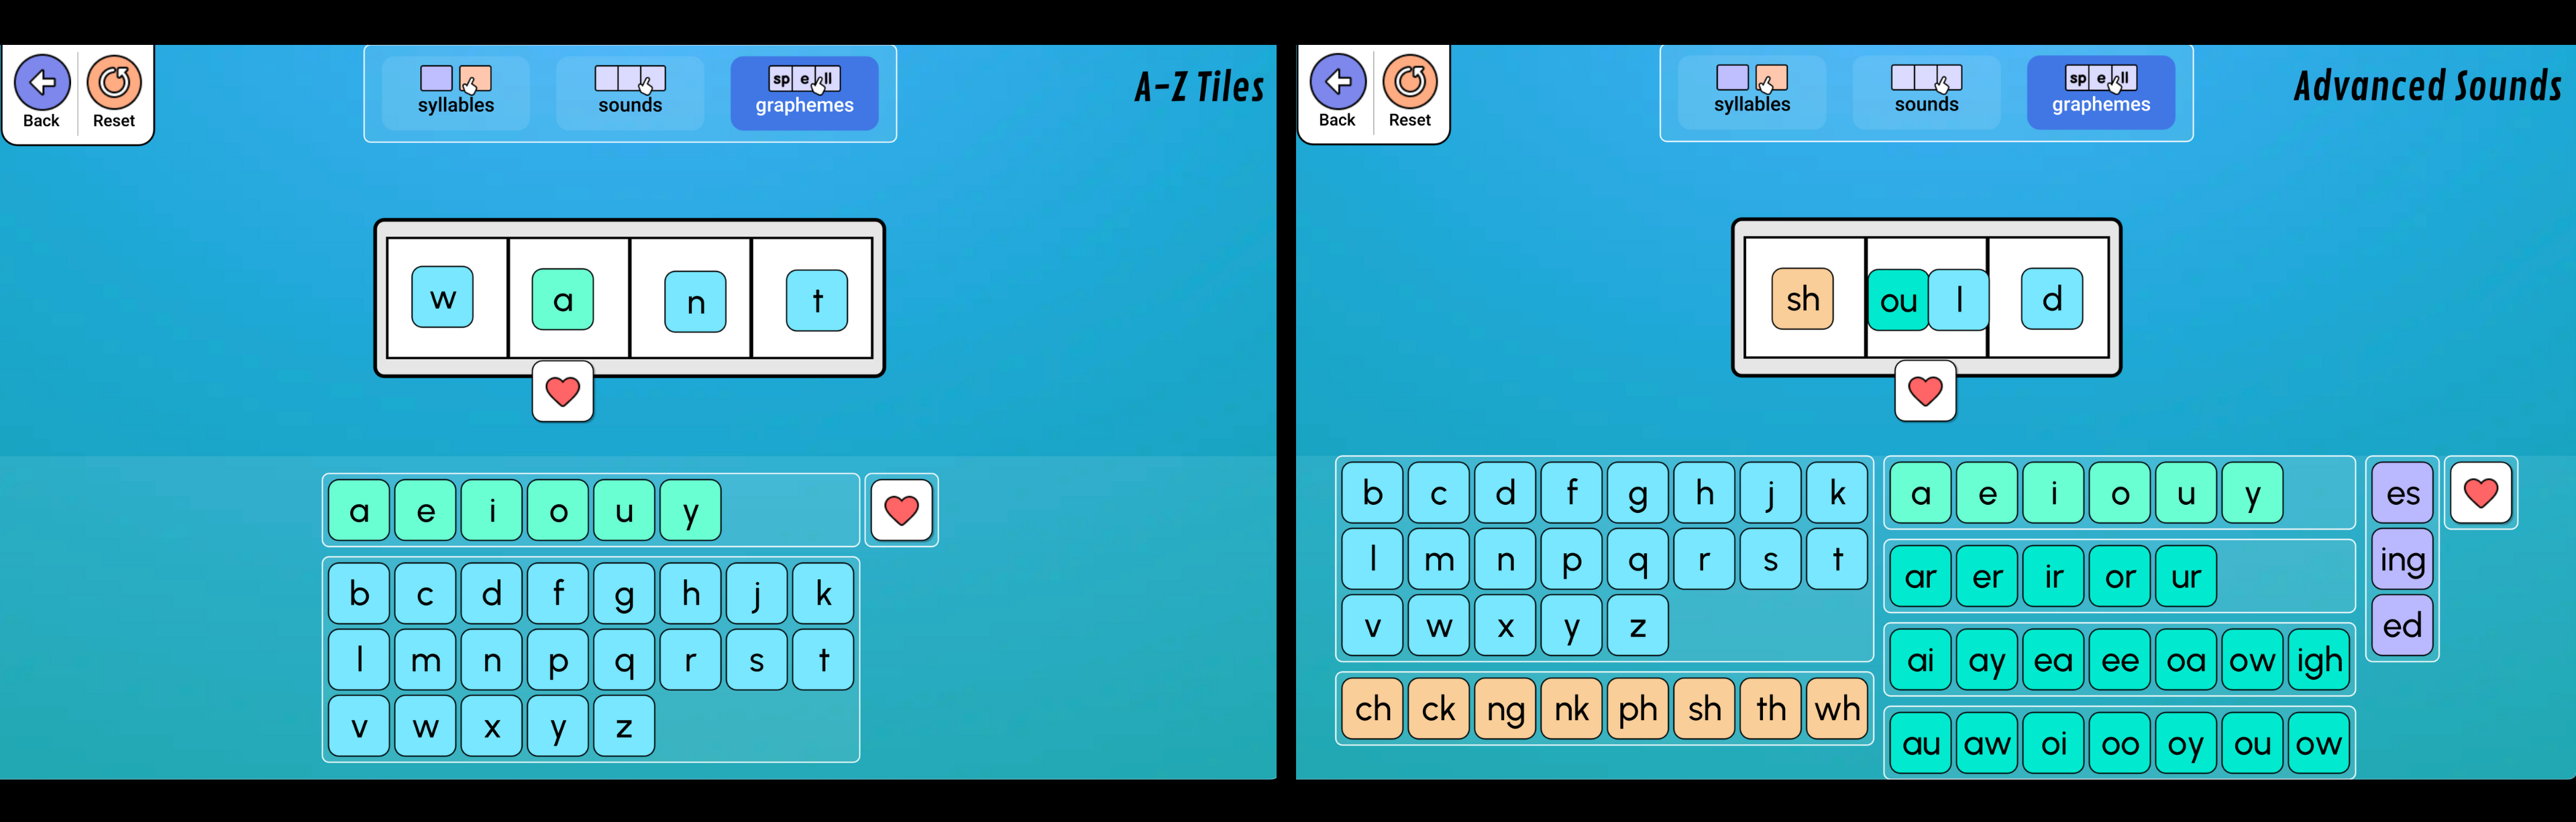 Back Reset
syllables sounds sp e ll graphemes
A-Z Tiles
w a n t
a e i o u y
b c d f g h j k
l m n p q r s t
v w x y z
Back Reset
syllables sounds sp e ll graphemes
Advanced Sounds
sh ou l d
b c d f g h j k
l m n p q r s t
v w x y z
ch ck ng nk ph sh th wh
a e i o u y
ar er ir or ur
ai ay ea ee oa ow igh
au aw oi oo oy ou ow
es
ing
ed